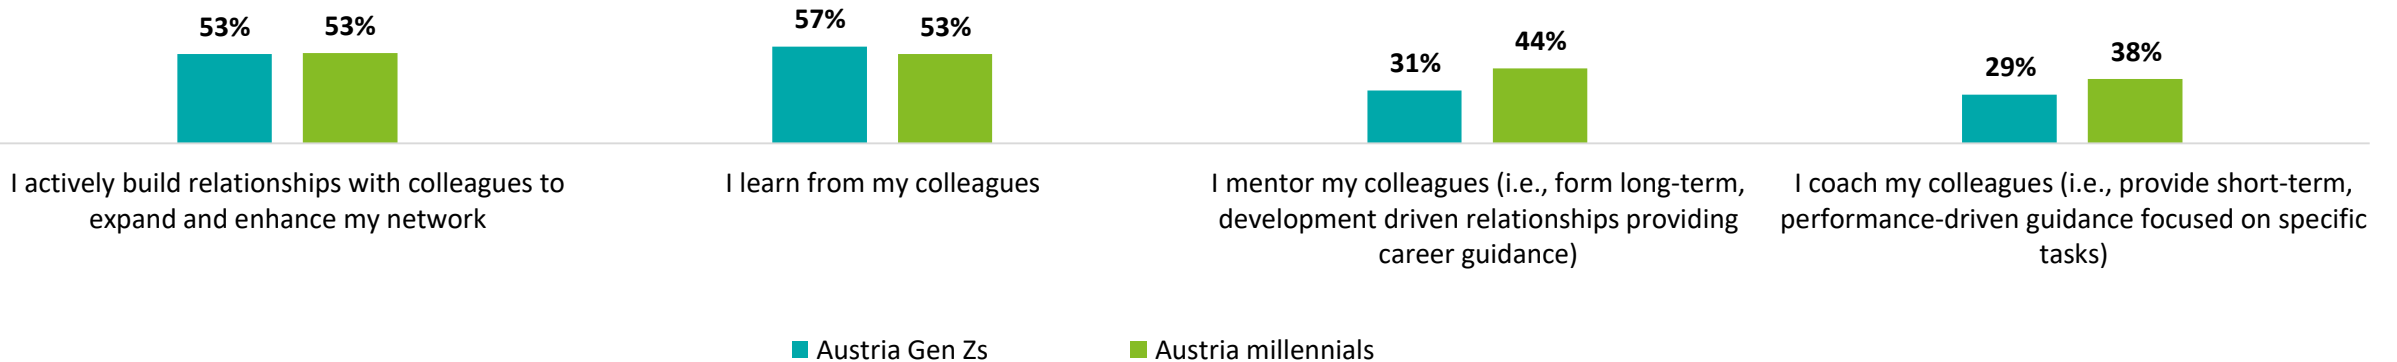 53% 53%
57% 53%
31% 44%
29% 38%
I actively build relationships with colleagues to
expand and enhance my network
I learn from my colleagues
I mentor my colleagues (i.e., form long-term,
development driven relationships providing
career guidance)
I coach my colleagues (i.e., provide short-term,
performance-driven guidance focused on specific
tasks)
Austria Gen Zs
Austria millennials